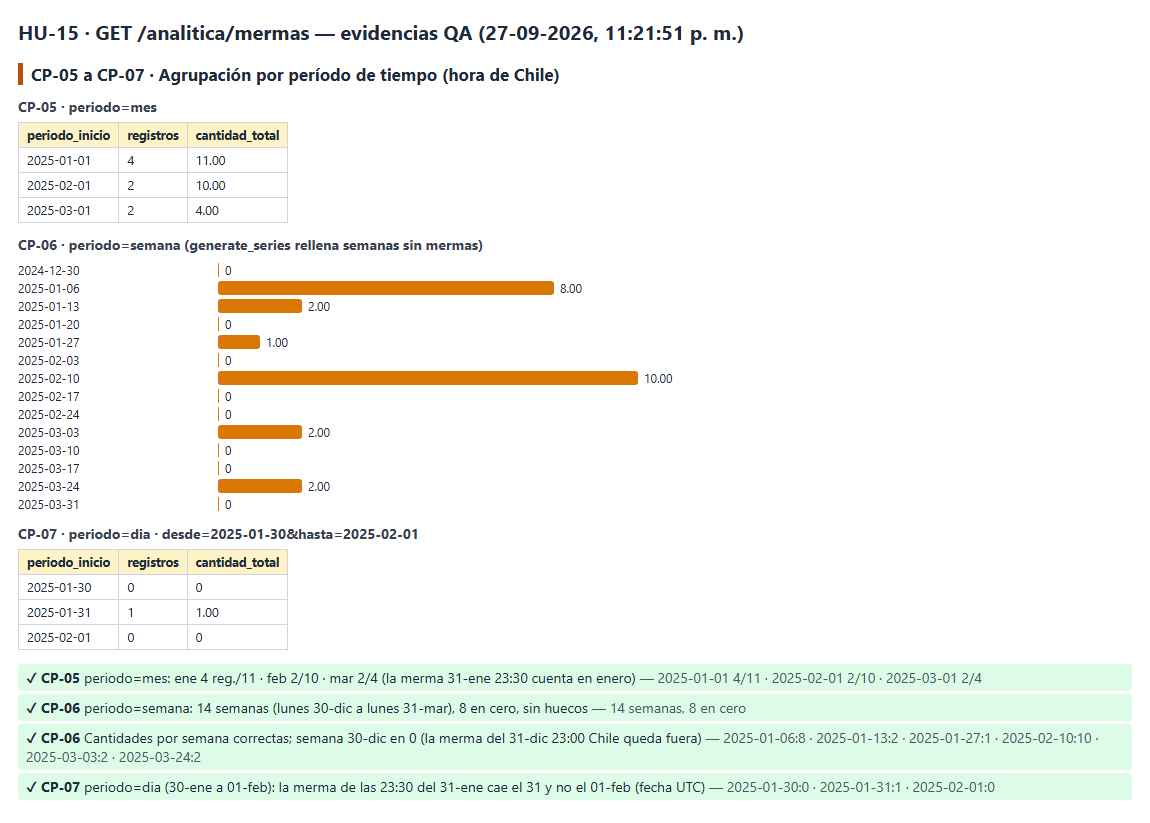 HU-15 · GET /analitica/mermas — evidencias QA (27-09-2026, 11:21:51 p. m.)
CP-05 a CP-07 · Agrupación por período de tiempo (hora de Chile)
CP-05 · periodo=mes
periodo_inicio registros cantidad_total
2025-01-01 4 11.00
2025-02-01 2 10.00
2025-03-01 2 4.00
CP-06 · periodo=semana (generate_series rellena semanas sin mermas)
2024-12-30 0
2025-01-06 8.00
2025-01-13 2.00
2025-01-20 0
2025-01-27 1.00
2025-02-03 0
2025-02-10 10.00
2025-02-17 0
2025-02-24 0
2025-03-03 2.00
2025-03-10 0
2025-03-17 0
2025-03-24 2.00
2025-03-31 0
CP-07 · periodo=dia · desde=2025-01-30&hasta=2025-02-01
periodo_inicio registros cantidad_total
2025-01-30 0 0
2025-01-31 1 1.00
2025-02-01 0 0
✓ CP-05 periodo=mes: ene 4 reg./11 · feb 2/10 · mar 2/4 (la merma 31-ene 23:30 cuenta en enero) — 2025-01-01 4/11 · 2025-02-01 2/10 · 2025-03-01 2/4
✓ CP-06 periodo=semana: 14 semanas (lunes 30-dic a lunes 31-mar), 8 en cero, sin huecos — 14 semanas, 8 en cero
✓ CP-06 Cantidades por semana correctas; semana 30-dic en 0 (la merma del 31-dic 23:00 Chile queda fuera) — 2025-01-06:8 · 2025-01-13:2 · 2025-01-27:1 · 2025-02-10:10 ·
2025-03-03:2 · 2025-03-24:2
✓ CP-07 periodo=dia (30-ene a 01-feb): la merma de las 23:30 del 31-ene cae el 31 y no el 01-feb (fecha UTC) — 2025-01-30:0 · 2025-01-31:1 · 2025-02-01:0